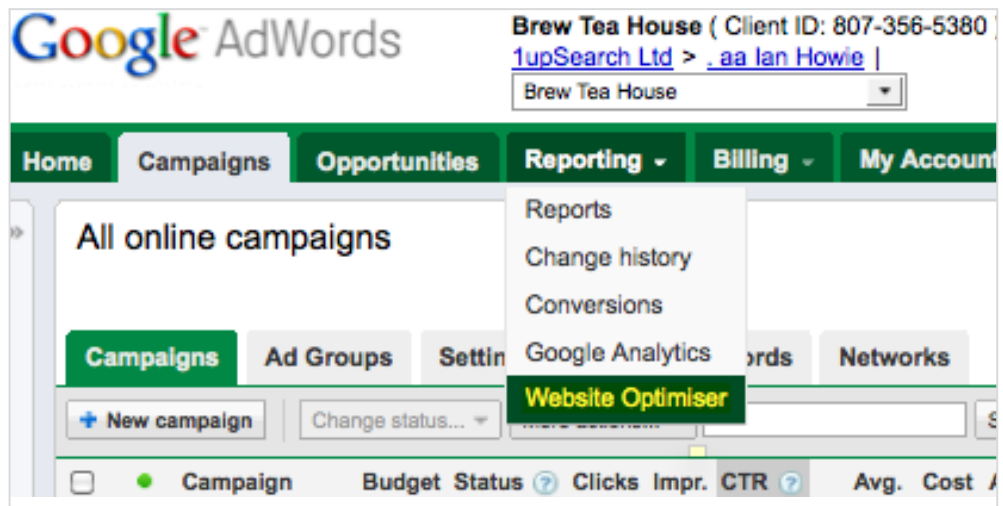 Google AdWords
Brew Tea House ( Client ID: 807-356-5380 )
1upSearch Ltd > . aa Ian Howie |
Brew Tea House
Home Campaigns Opportunities Reporting Billing My Account
Reports
All online campaigns
Change history
Conversions
Google Analytics
Campaigns Ad Groups Settin ords Networks
Website Optimiser
+ New campaign Change status... More actions... S
Campaign Budget Status ? Clicks Impr. CTR ? Avg. Cost A